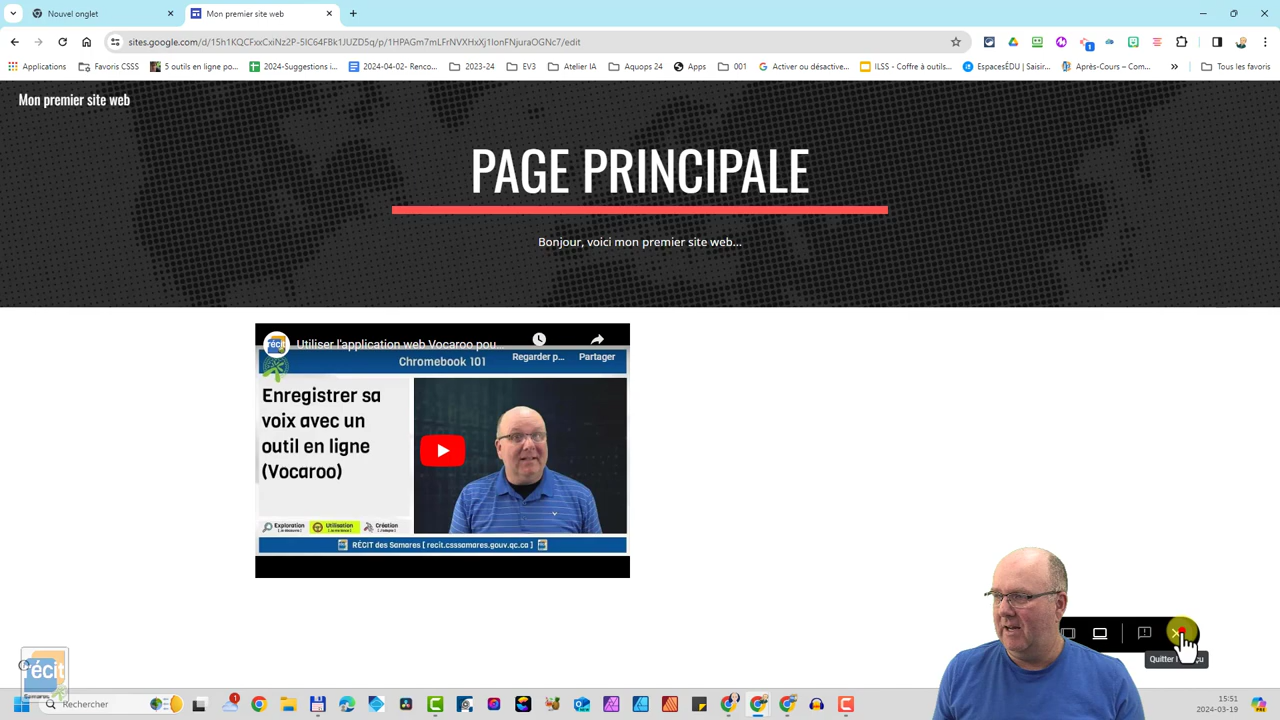 Nouvel onglet
Mon premier site web
sites.google.com/d/15h1KQCFxxCxiNz2P-5IC64FBk1JUZD5q/p/1HPAGm7mLFrNVXHxXj1lonFNjuraOGNc7/edit
Applications
Favoris CSSS
5 outils en ligne po...
2024-Suggestions i...
2024-04-02- Renco...
2023-24
EV3
Atelier IA
Aquops 24
Apps
001
Activer ou désactive...
ILSS - Coffre à outils...
EspacesÉDU | Saisir...
Après-Cours – Com...
Tous les favoris
Mon premier site web
PAGE PRINCIPALE
Bonjour, voici mon premier site web...
récit
Utiliser l'application web Vocaroo pou...
Regarder p...
Partager
Chromebook 101
Enregistrer sa
voix avec un
outil en ligne
(Vocaroo)
Exploration
Utilisation
Création
RÉCIT des Samares [ recit.csssamares.gouv.qc.ca ]
Quitter l
récit
Samares
Rechercher
15:51
2024-03-19